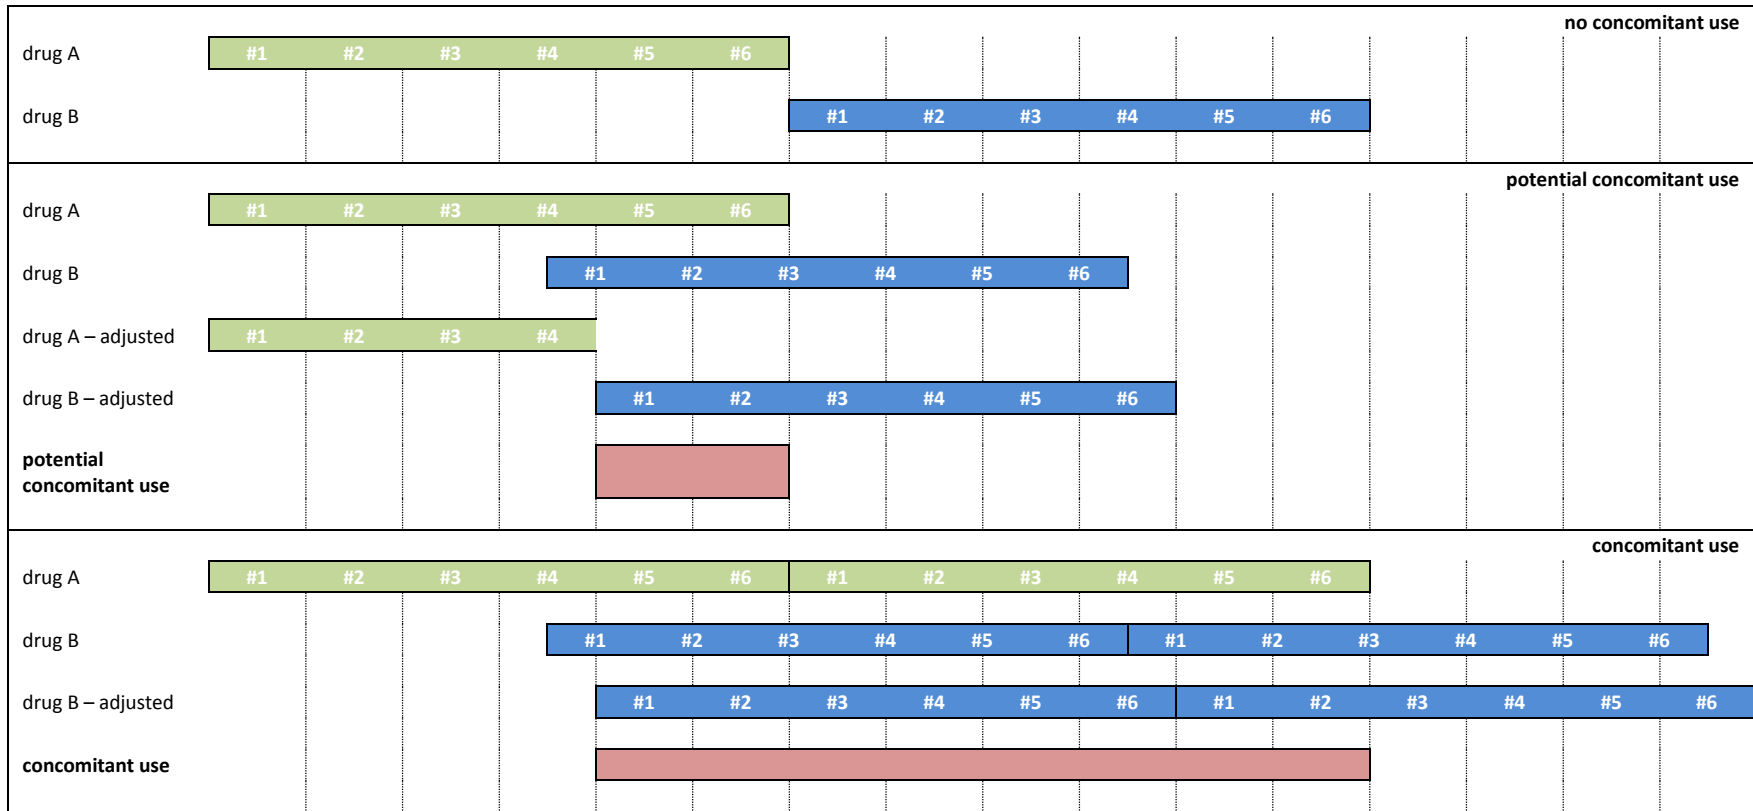 no concomitant use
drug A #1 #2 #3 #4 #5 #6
drug B #1 #2 #3 #4 #5 #6
potential concomitant use
drug A #1 #2 #3 #4 #5 #6
drug B #1 #2 #3 #4 #5 #6
drug A – adjusted #1 #2 #3 #4
drug B – adjusted #1 #2 #3 #4 #5 #6
potential
concomitant use
concomitant use
drug A #1 #2 #3 #4 #5 #6 #1 #2 #3 #4 #5 #6
drug B #1 #2 #3 #4 #5 #6 #1 #2 #3 #4 #5 #6
drug B – adjusted #1 #2 #3 #4 #5 #6 #1 #2 #3 #4 #5 #6
concomitant use